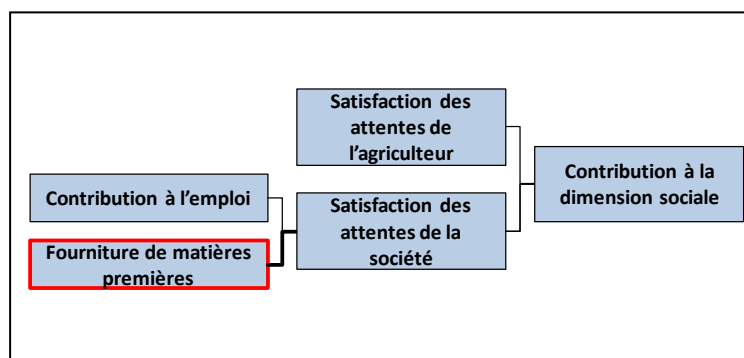 Satisfaction des
attentes de
l'agriculteur
Contribution à la
dimension sociale
Contribution à l'emploi
Satisfaction des
attentes de la
société
Fourniture de matières
premières